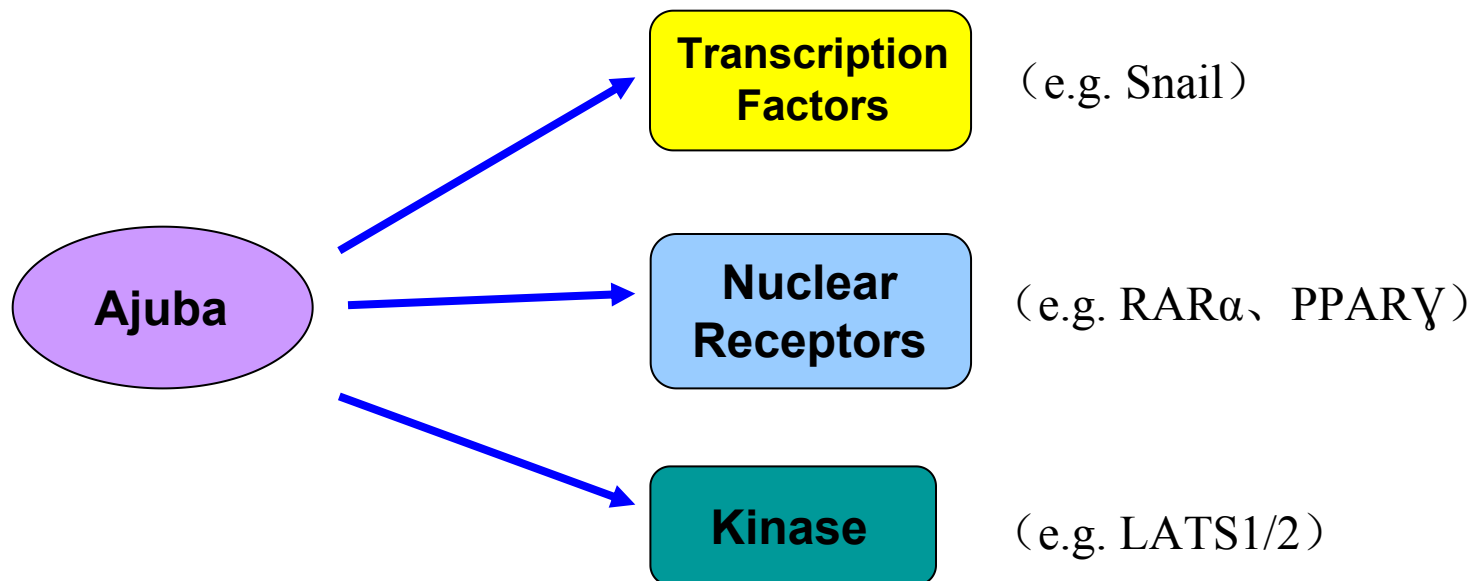 Transcription
Factors
（e.g. Snail）
Ajuba
Nuclear
Receptors
（e.g. RARα、PPARƔ）
Kinase
（e.g. LATS1/2）